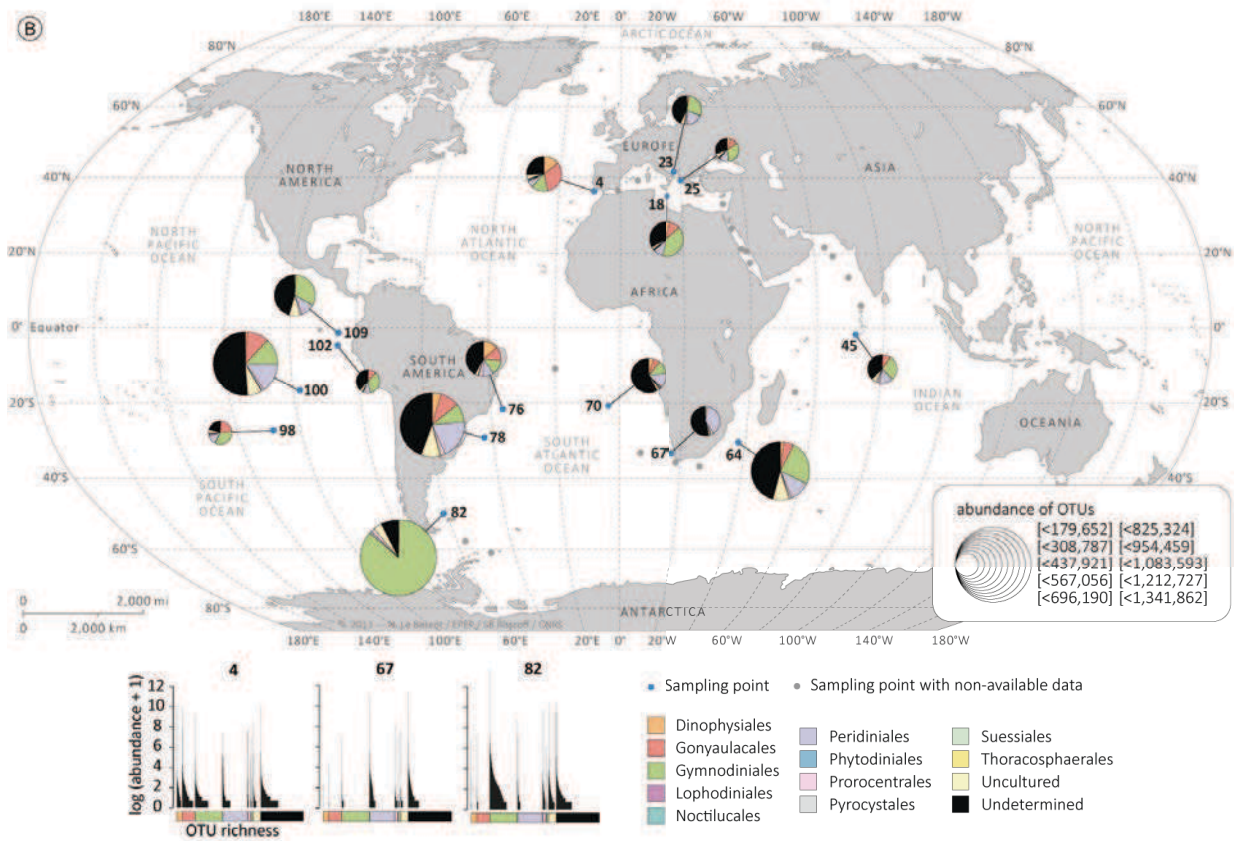 B
180°E 140°E 100°E 60°E 20°E 0° 20°W 60°W 100°W 140°W 180°W
ARCTIC OCEAN
80°N 80°N
60°N 60°N
EUROPE
23
NORTH
AMERICA
ASIA
40°N 4 25 40°N
18
NORTH
PACIFIC
OCEAN
NORTH
ATLANTIC
OCEAN
NORTH
PACIFIC
OCEAN
20°N 20°N
AFRICA
0° Equator 109 0°
102 45
SOUTH
AMERICA
100 76 70
INDIAN
OCEAN
20°S 20°S
98 78 67 64
OCEANIA
SOUTH
ATLANTIC
OCEAN
40°S 40°S
SOUTH
PACIFIC
OCEAN
82
60°S
abundance of OTUs
[<179,652] [<825,324]
[<308,787] [<954,459]
[<437,921] [<1,083,593]
[<567,056] [<1,212,727]
[<696,190] [<1,341,862]
0 2,000 mi
0 2,000 km
80°S ANTARCTICA
180°E 140°E 100°E 60°E 20°E 0° 20°W 60°W 100°W 140°W 180°W
4 67 82
log (abundance + 1)
12
10
8
6
4
2
0
OTU richness
Sampling point Sampling point with non-available data
Dinophysiales
Gonyaulacales
Gymnodiniales
Lophodiniales
Noctilucales
Peridiniales
Phytodiniales
Prorocentrales
Pyrocystales
Suessiales
Thoracosphaerales
Uncultured
Undetermined